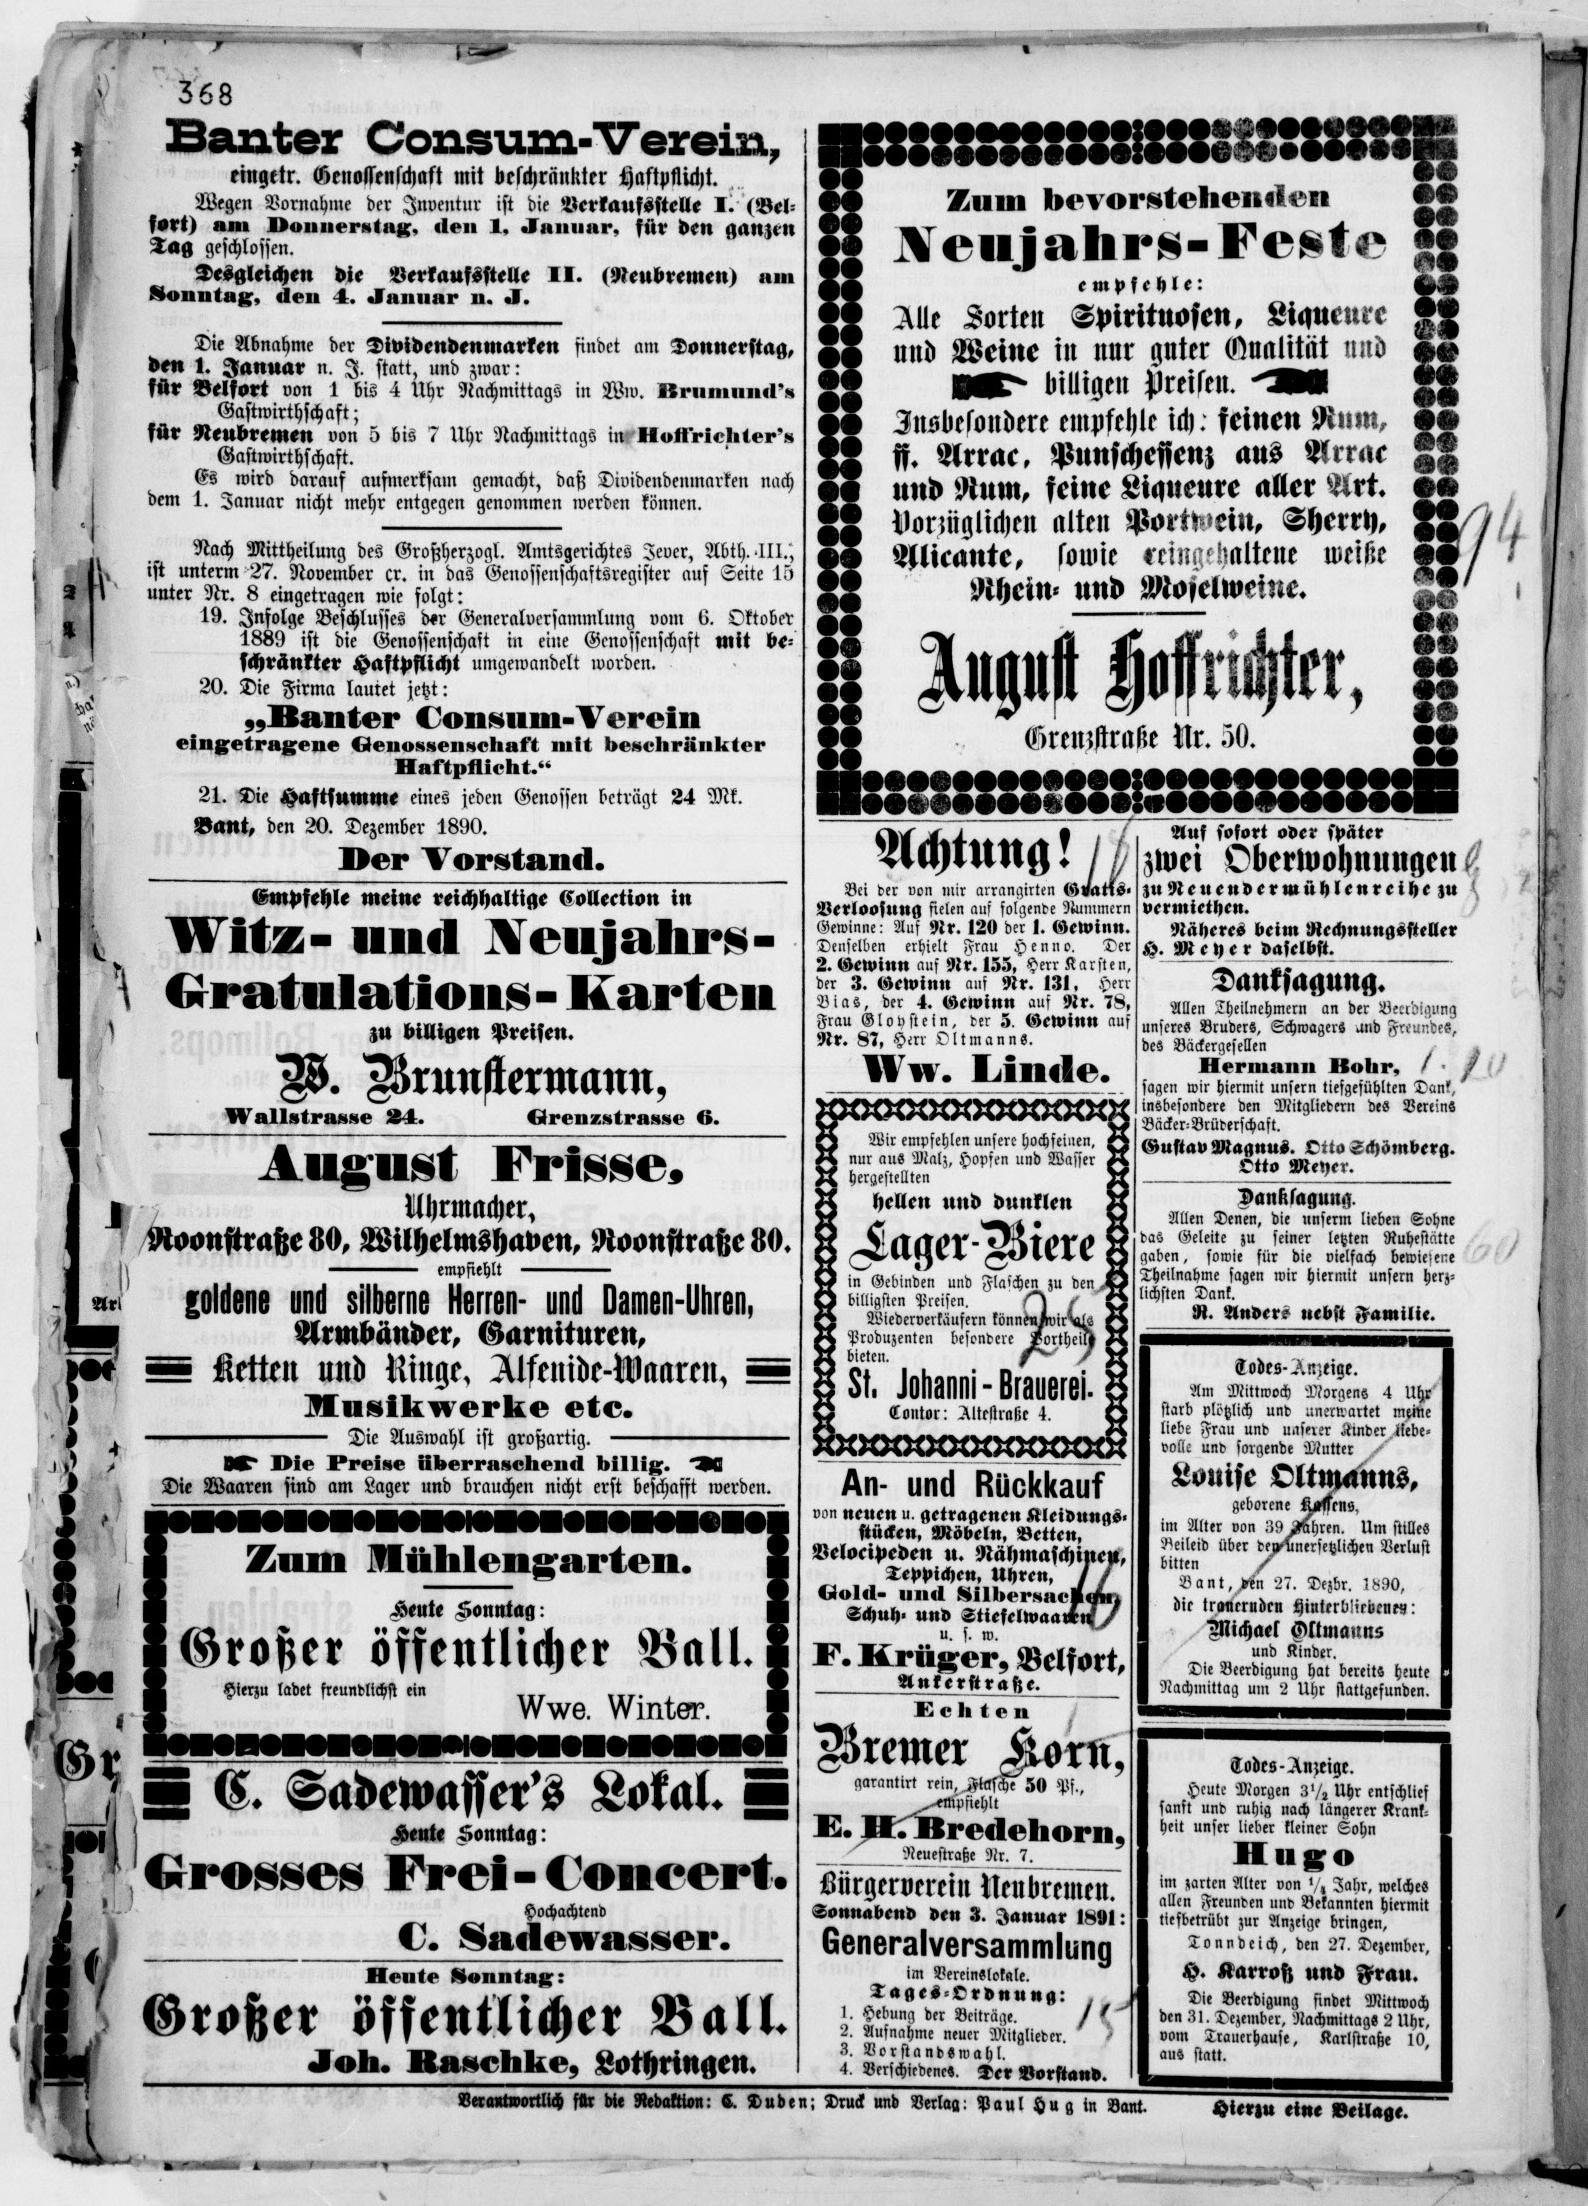 368
Banter Consum-Verein,
eingetr. Genossenschaft mit beschränkter Haftpflicht.
Wegen Vornahme der Inventur ist die Verkaufsstelle I. (Bel-
fort) am Donnerstag, den 1. Januar, für den ganzen
Tag geschlossen.
Desgleichen die Verkaufsstelle II. (Neubremen) am
Sonntag, den 4. Januar n. J.
Die Abnahme der Dividendenmarken findet am Donnerstag,
den 1. Januar n. J. statt, und zwar:
für Belfort von 1 bis 4 Uhr Nachmittags in Ww. Brumund's
Gastwirthschaft;
für Neubremen von 5 bis 7 Uhr Nachmittags in Hoffrichter's
Gastwirthschaft.
Es wird darauf aufmerksam gemacht, daß Dividendenmarken nach
dem 1. Januar nicht mehr entgegen genommen werden können.
Nach Mittheilung des Großherzogl. Amtsgerichtes Jever, Abth. III.,
ist unterm 27. November cr. in das Genossenschaftsregister auf Seite 15
unter Nr. 8 eingetragen wie folgt:
19. Infolge Beschlusses der Generalversammlung vom 6. Oktober
1889 ist die Genossenschaft in eine Genossenschaft mit be-
schränkter Haftpflicht umgewandelt worden.
20. Die Firma lautet jetzt:
„Banter Consum-Verein
eingetragene Genossenschaft mit beschränkter
Haftpflicht.“
21. Die Haftsumme eines jeden Genossen beträgt 24 Mk.
Bant, den 20. Dezember 1890.
Der Vorstand.
Empfehle meine reichhaltige Collection in
Witz- und Neujahrs-
Gratulations-Karten
zu billigen Preisen.
W. Brunstermann,
Wallstrasse 24. Grenzstrasse 6.
August Frisse,
Uhrmacher,
Roonstraße 80, Wilhelmshaven, Roonstraße 80.
empfiehlt
goldene und silberne Herren- und Damen-Uhren,
Armbänder, Garnituren,
Ketten und Ringe, Alfenide-Waaren,
Musikwerke etc.
Die Auswahl ist großartig.
Die Preise überraschend billig.
Die Waaren sind am Lager und brauchen nicht erst beschafft werden.
Zum Mühlengarten.
Heute Sonntag:
Großer öffentlicher Ball.
Hierzu ladet freundlichst ein
Wwe. Winter.
C. Sadewasser's Lokal.
Heute Sonntag:
Grosses Frei-Concert.
Hochachtend
C. Sadewasser.
Heute Sonntag:
Großer öffentlicher Ball.
Joh. Raschke, Lothringen.
Zum bevorstehenden
Neujahrs-Feste
empfehle:
Alle Sorten Spirituosen, Liqueure
und Weine in nur guter Qualität und
billigen Preisen.
Insbesondere empfehle ich: feinen Rum,
ff. Arrac, Punschessenz aus Arrac
und Rum, feine Liqueure aller Art.
Vorzüglichen alten Portwein, Sherry,
Alicante, sowie reingehaltene weiße
Rhein- und Moselweine.
August Hoffrichter,
Grenzstraße Nr. 50.
94
Achtung!
18
Bei der von mir arrangirten Gratis-
Verloosung fielen auf folgende Nummern
Gewinne: Auf Nr. 120 der 1. Gewinn.
Denselben erhielt Frau Henno. Der
2. Gewinn auf Nr. 155, Herr Karsten,
der 3. Gewinn auf Nr. 131, Herr
Bias, der 4. Gewinn auf Nr. 78,
Frau Gloystein, der 5. Gewinn auf
Nr. 87, Herr Oltmanns.
Ww. Linde.
Wir empfehlen unsere hochfeinen,
nur aus Malz, Hopfen und Wasser
hergestellten
hellen und dunklen
Lager-Biere
in Gebinden und Flaschen zu den
billigsten Preisen.
Wiederverkäufern können wir als
Produzenten besondere Vortheile
bieten.
25
St. Johanni-Brauerei.
Contor: Altestraße 4.
An- und Rückkauf
von neuen u. getragenen Kleidungs-
stücken, Möbeln, Betten,
Velocipeden u. Nähmaschinen,
Teppichen, Uhren,
Gold- und Silbersachen,
Schuh- und Stiefelwaaren
16
u. s. w.
F. Krüger, Belfort,
Ankerstraße.
Echten
Bremer Korn,
garantirt rein, Flasche 50 Pf.,
empfiehlt
E. H. Bredehorn,
Neuestraße Nr. 7.
Bürgerverein Neubremen.
Sonnabend den 3. Januar 1891:
Generalversammlung
im Vereinslokale.
Tages-Ordnung:
1. Hebung der Beiträge.
2. Aufnahme neuer Mitglieder.
3. Vorstandswahl.
4. Verschiedenes. Der Vorstand.
15
Auf sofort oder später
zwei Oberwohnungen
zu Neuendermühlenreihe zu
vermiethen.
Näheres beim Rechnungssteller
H. Meyer daselbst.
Danksagung.
Allen Theilnehmern an der Beerdigung
unseres Bruders, Schwagers und Freundes,
des Bäckergesellen
Hermann Bohr,
sagen wir hiermit unsern tiefgefühlten Dank,
insbesondere den Mitgliedern des Vereins
Bäcker-Brüderschaft.
Gustav Magnus. Otto Schömberg.
Otto Meyer.
Danksagung.
Allen Denen, die unserm lieben Sohne
das Geleite zu seiner letzten Ruhestätte
gaben, sowie für die vielfach bewiesene
Theilnahme sagen wir hiermit unsern herz-
lichsten Dank.
60
R. Anders nebst Familie.
Todes-Anzeige.
Am Mittwoch Morgens 4 Uhr
starb plötzlich und unerwartet meine
liebe Frau und unserer Kinder liebe-
volle und sorgende Mutter
Louise Oltmanns,
geborene Kassens,
im Alter von 39 Jahren. Um stilles
Beileid über den unersetzlichen Verlust
bitten
Bant, den 27. Dezbr. 1890,
die trauernden Hinterbliebenen:
Michael Oltmanns
und Kinder.
Die Beerdigung hat bereits heute
Nachmittag um 2 Uhr stattgefunden.
Todes-Anzeige.
Heute Morgen 3½ Uhr entschlief
sanft und ruhig nach längerer Krank-
heit unser lieber kleiner Sohn
Hugo
im zarten Alter von Jahr, welches
allen Freunden und Bekannten hiermit
tiefbetrübt zur Anzeige bringen,
Tonndeich, den 27. Dezember,
H. Karroß und Frau.
Die Beerdigung findet Mittwoch
den 31. Dezember, Nachmittags 2 Uhr,
vom Trauerhause, Karlstraße 10,
aus statt.
Verantwortlich für die Redaktion: C. Duden; Druck und Verlag: Paul Hug in Bant. Hierzu eine Beilage.